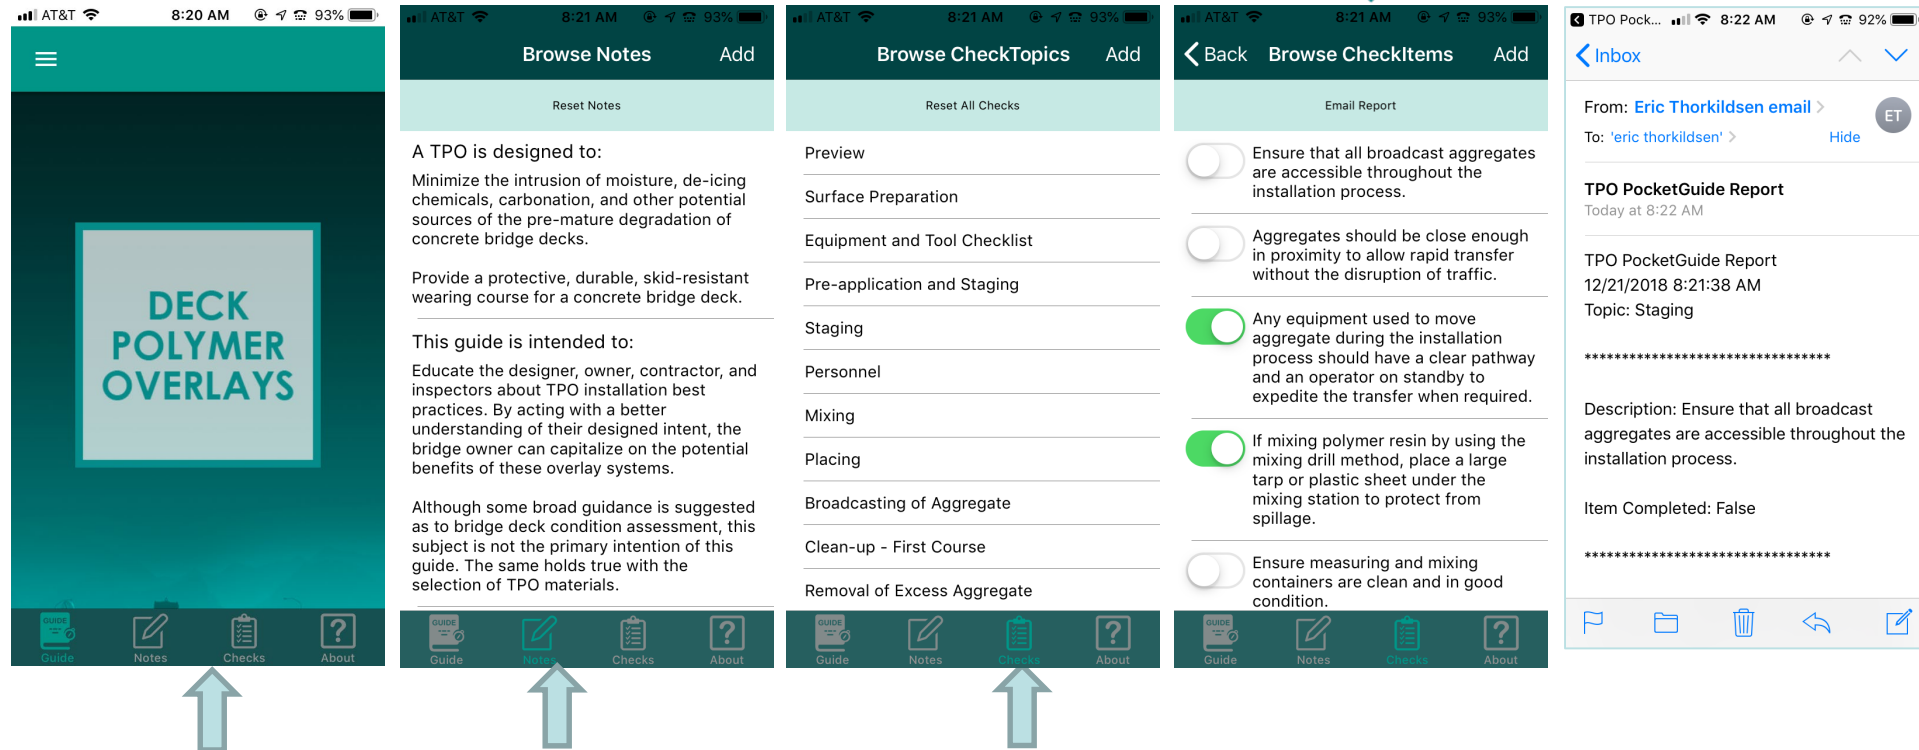 AT&T 8:20 AM 93%
DECK
POLYMER
OVERLAYS
GUIDE
Guide Notes Checks About
AT&T 8:21 AM 93%
Browse Notes Add
Reset Notes
A TPO is designed to:
Minimize the intrusion of moisture, de-icing
chemicals, carbonation, and other potential
sources of the pre-mature degradation of
concrete bridge decks.
Provide a protective, durable, skid-resistant
wearing course for a concrete bridge deck.
This guide is intended to:
Educate the designer, owner, contractor, and
inspectors about TPO installation best
practices. By acting with a better
understanding of their designed intent, the
bridge owner can capitalize on the potential
benefits of these overlay systems.
Although some broad guidance is suggested
as to bridge deck condition assessment, this
subject is not the primary intention of this
guide. The same holds true with the
selection of TPO materials.
GUIDE
Guide Notes Checks About
AT&T 8:21 AM 93%
Browse CheckTopics Add
Reset All Checks
Preview
Surface Preparation
Equipment and Tool Checklist
Pre-application and Staging
Staging
Personnel
Mixing
Placing
Broadcasting of Aggregate
Clean-up - First Course
Removal of Excess Aggregate
GUIDE
Guide Notes Checks About
AT&T 8:21 AM 93%
Back Browse CheckItems Add
Email Report
Ensure that all broadcast aggregates
are accessible throughout the
installation process.
Aggregates should be close enough
in proximity to allow rapid transfer
without the disruption of traffic.
Any equipment used to move
aggregate during the installation
process should have a clear pathway
and an operator on standby to
expedite the transfer when required.
If mixing polymer resin by using the
mixing drill method, place a large
tarp or plastic sheet under the
mixing station to protect from
spillage.
Ensure measuring and mixing
containers are clean and in good
condition.
GUIDE
Guide Notes Checks About
TPO Pock... 8:22 AM 92%
Inbox
From: Eric Thorkildsen email ET
To: 'eric thorkildsen' Hide
TPO PocketGuide Report
Today at 8:22 AM
TPO PocketGuide Report
12/21/2018 8:21:38 AM
Topic: Staging
*********************************
Description: Ensure that all broadcast
aggregates are accessible throughout the
installation process.
Item Completed: False
*********************************